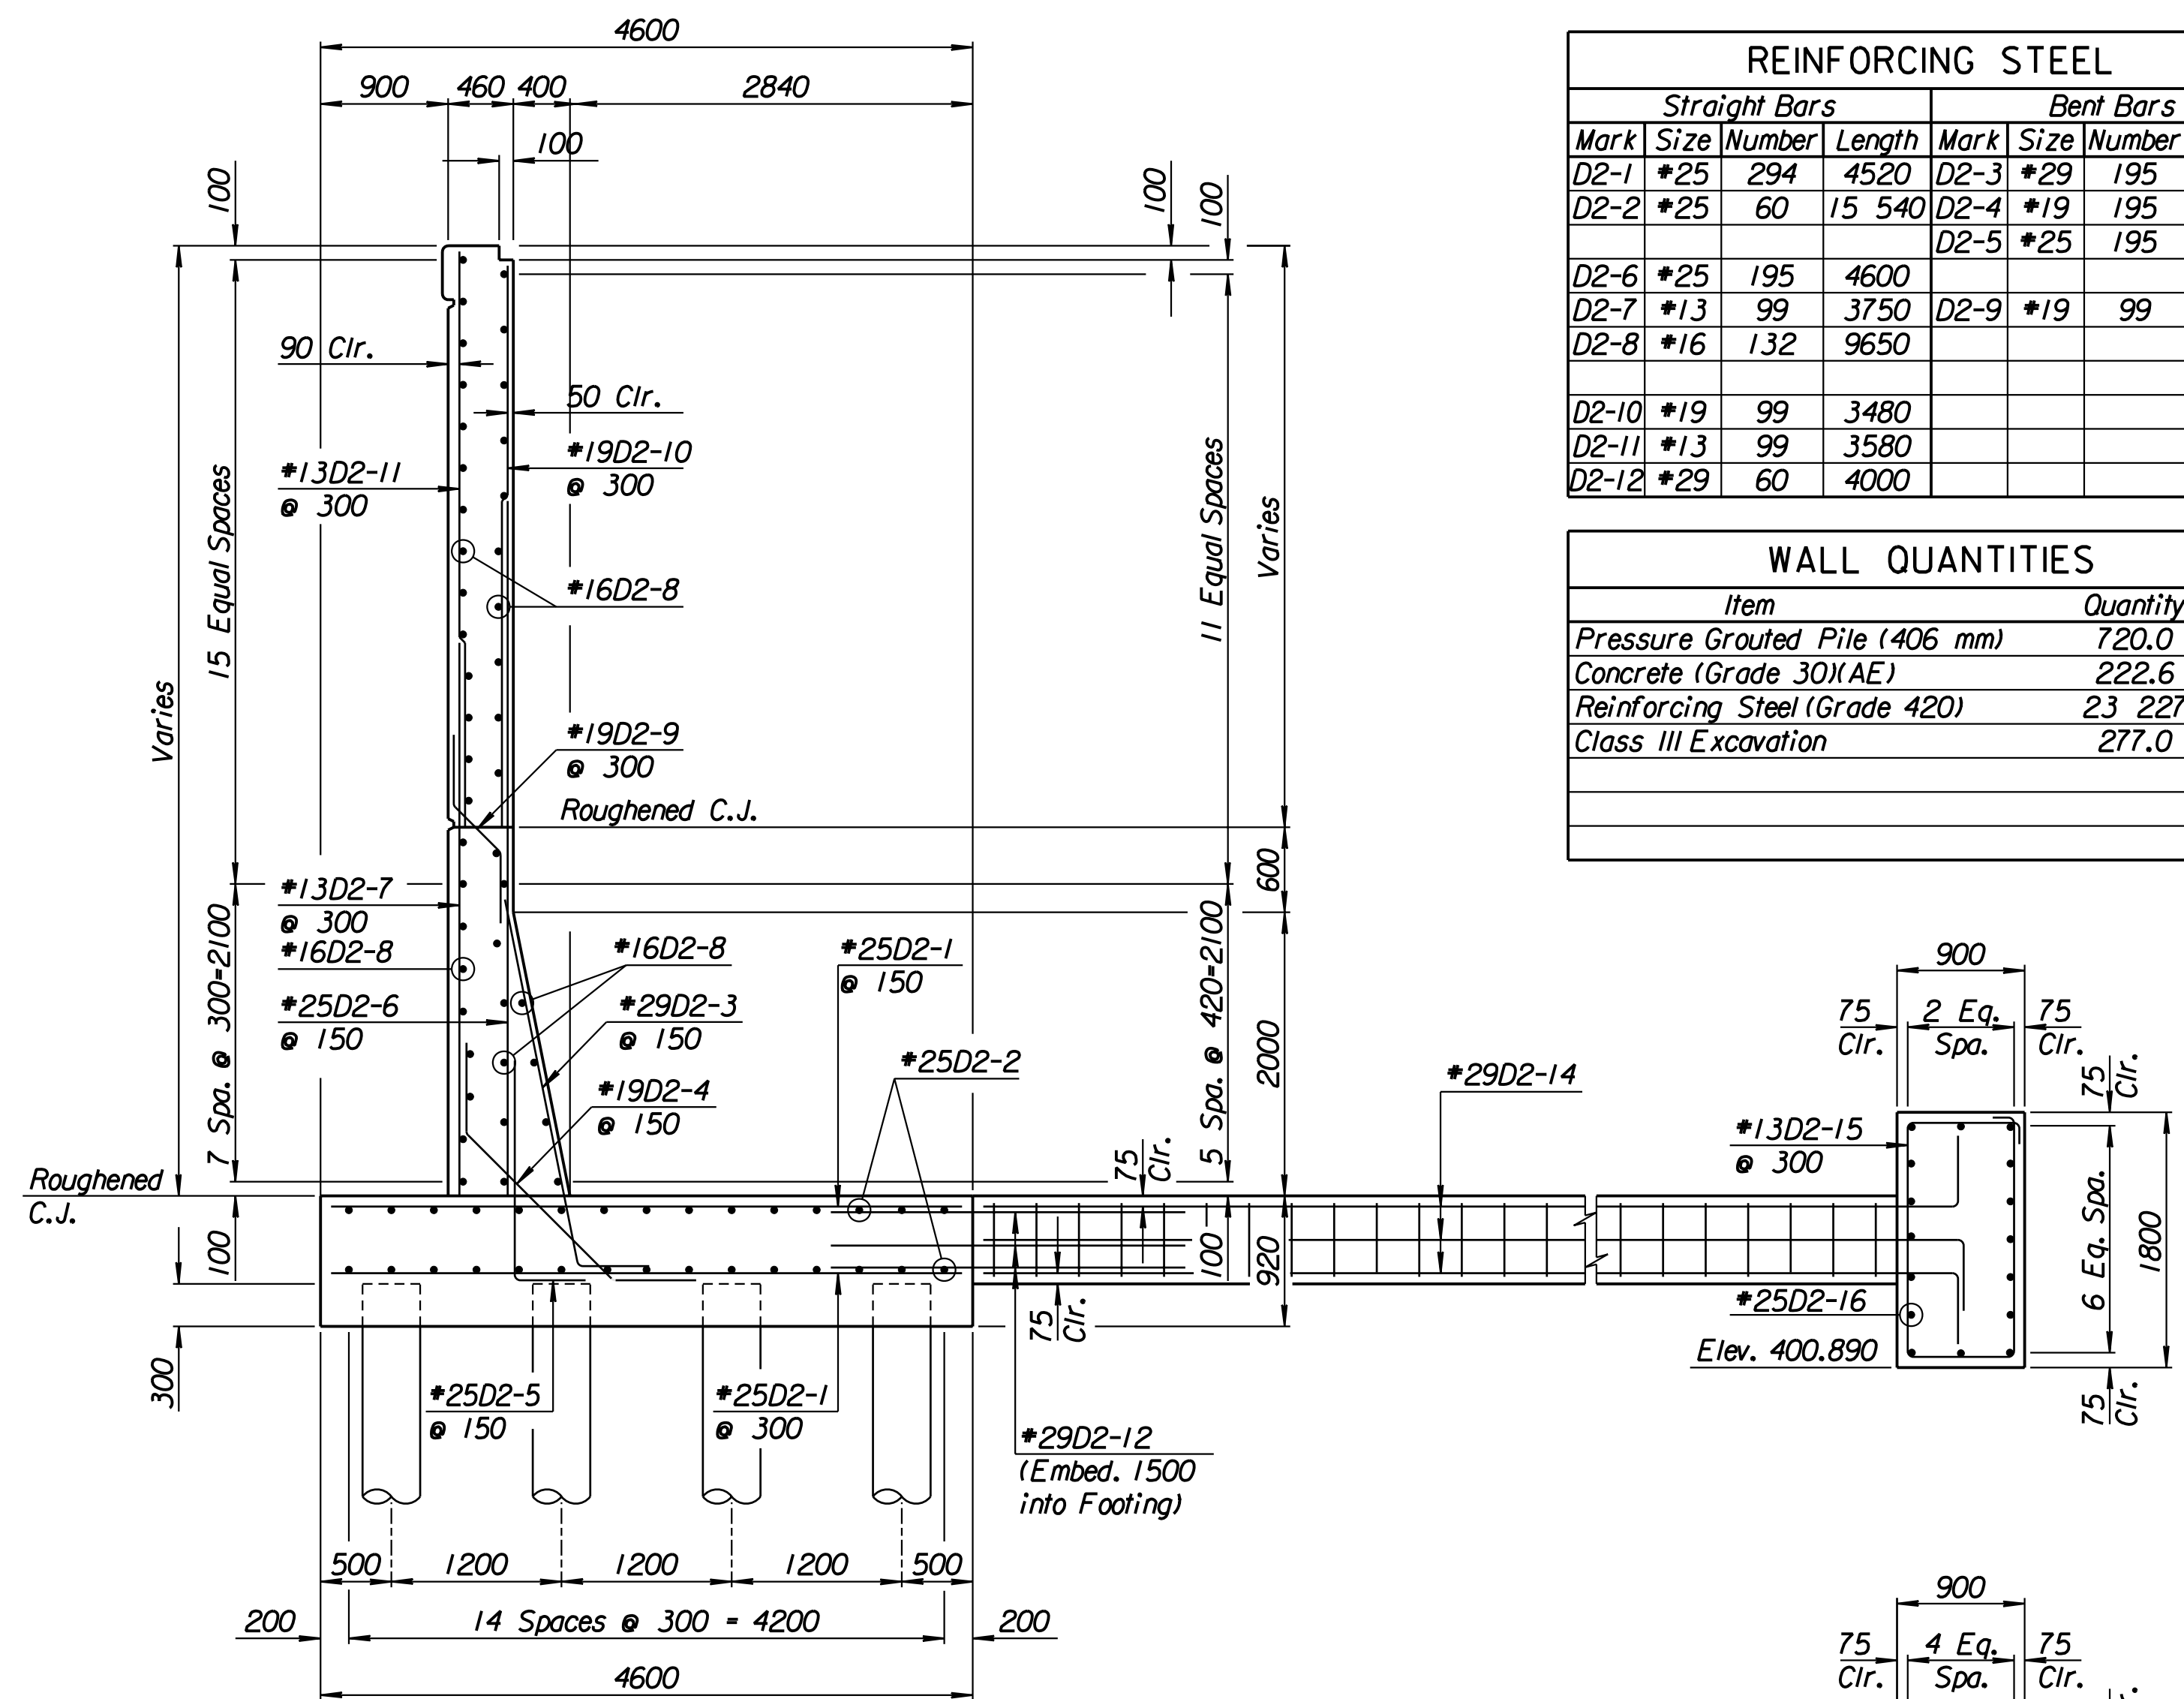 4600
900 460 400 2840
100
100
100
100
90 Clr.
50 Clr.
#13D2-11
@ 300
#19D2-10
@ 300
15 Equal Spaces
11 Equal Spaces
Varies
Varies
#16D2-8
#19D2-9
@ 300
Roughened C.J.
600
#13D2-7
@ 300
#16D2-8
#25D2-6
@ 150
7 Spa. @ 300=2100
#16D2-8
#29D2-3
@ 150
#19D2-4
@ 150
#25D2-1
@ 150
#25D2-2
5 Spa. @ 420=2100
2000
75
Clr.
Roughened
C.J.
100
300
100
920
75
Clr.
#25D2-5
@ 150
#25D2-1
@ 300
#29D2-12
(Embed. 1500
into Footing)
500 1200 1200 1200 500
200 14 Spaces @ 300 = 4200 200
4600
#29D2-14
900
75 2 Eq. 75
Clr. Spa. Clr.
75
Clr.
#13D2-15
@ 300
#25D2-16
Elev. 400.890
6 Eq. Spa.
1800
75
Clr.
900
75 4 Eq. 75
Clr. Spa. Clr.
REINFORCING STEEL
Straight Bars Bent Bars
Mark Size Number Length Mark Size Number
D2-1 #25 294 4520 D2-3 #29 195
D2-2 #25 60 15 540 D2-4 #19 195
D2-5 #25 195
D2-6 #25 195 4600
D2-7 #13 99 3750 D2-9 #19 99
D2-8 #16 132 9650
D2-10 #19 99 3480
D2-11 #13 99 3580
D2-12 #29 60 4000
WALL QUANTITIES
Item Quantity
Pressure Grouted Pile (406 mm) 720.0
Concrete (Grade 30)(AE) 222.6
Reinforcing Steel (Grade 420) 23 227
Class III Excavation 277.0